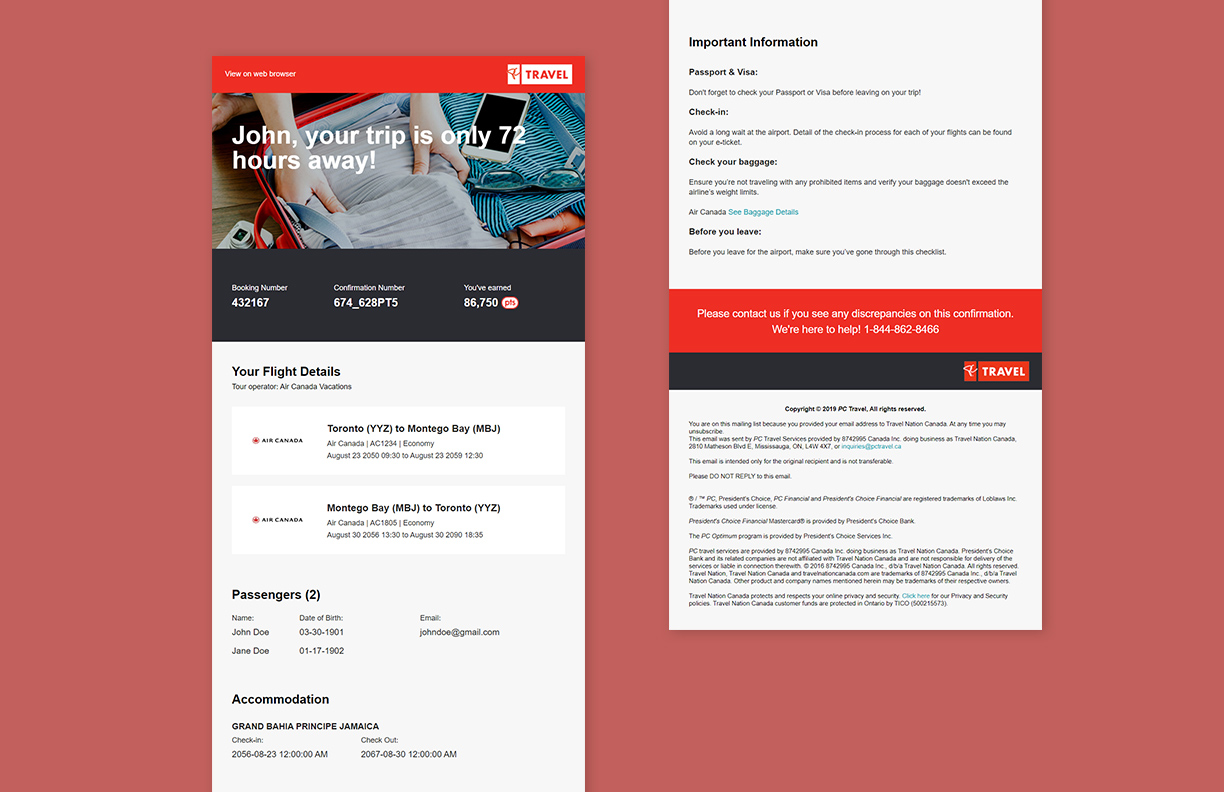 View on web browser
TRAVEL
John, your trip is only 72
hours away!
Booking Number
432167
Confirmation Number
674_628PT5
You've earned
86,750 pts
Your Flight Details
Tour operator: Air Canada Vacations
AIR CANADA
Toronto (YYZ) to Montego Bay (MBJ)
Air Canada | AC1234 | Economy
August 23 2050 09:30 to August 23 2059 12:30
AIR CANADA
Montego Bay (MBJ) to Toronto (YYZ)
Air Canada | AC1805 | Economy
August 30 2056 13:30 to August 30 2090 18:35
Passengers (2)
Name: Date of Birth: Email:
John Doe 03-30-1901 johndoe@gmail.com
Jane Doe 01-17-1902
Accommodation
GRAND BAHIA PRINCIPE JAMAICA
Check-in: Check Out:
2056-08-23 12:00:00 AM 2067-08-30 12:00:00 AM
Important Information
Passport & Visa:
Don't forget to check your Passport or Visa before leaving on your trip!
Check-in:
Avoid a long wait at the airport. Detail of the check-in process for each of your flights can be found
on your e-ticket.
Check your baggage:
Ensure you're not traveling with any prohibited items and verify your baggage doesn't exceed the
airline's weight limits.
Air Canada See Baggage Details
Before you leave:
Before you leave for the airport, make sure you've gone through this checklist.
Please contact us if you see any discrepancies on this confirmation.
We're here to help! 1-844-862-8466
TRAVEL
Copyright © 2019 PC Travel, All rights reserved.
You are on this mailing list because you provided your email address to Travel Nation Canada. At any time you may
unsubscribe.
This email was sent by PC Travel Services provided by 8742995 Canada Inc. doing business as Travel Nation Canada,
2810 Matheson Blvd E, Mississauga, ON, L4W 4X7, or inquiries@pctravel.ca
This email is intended only for the original recipient and is not transferable.
Please DO NOT REPLY to this email.
® / ™ PC, President's Choice, PC Financial and President's Choice Financial are registered trademarks of Loblaws Inc.
Trademarks used under license.
President's Choice Financial Mastercard® is provided by President's Choice Bank.
The PC Optimum program is provided by President's Choice Services Inc.
PC travel services are provided by 8742995 Canada Inc. doing business as Travel Nation Canada. President's Choice
Bank and its related companies are not affiliated with Travel Nation Canada and are not responsible for delivery of the
services or liable in connection therewith. © 2016 8742995 Canada Inc., d/b/a Travel Nation Canada. All rights reserved.
Travel Nation, Travel Nation Canada and travelnationcanada.com are trademarks of 8742995 Canada Inc., d/b/a Travel
Nation Canada. Other product and company names mentioned herein may be trademarks of their respective owners.
Travel Nation Canada protects and respects your online privacy and security. Click here for our Privacy and Security
policies. Travel Nation Canada customer funds are protected in Ontario by TICO (500215573).